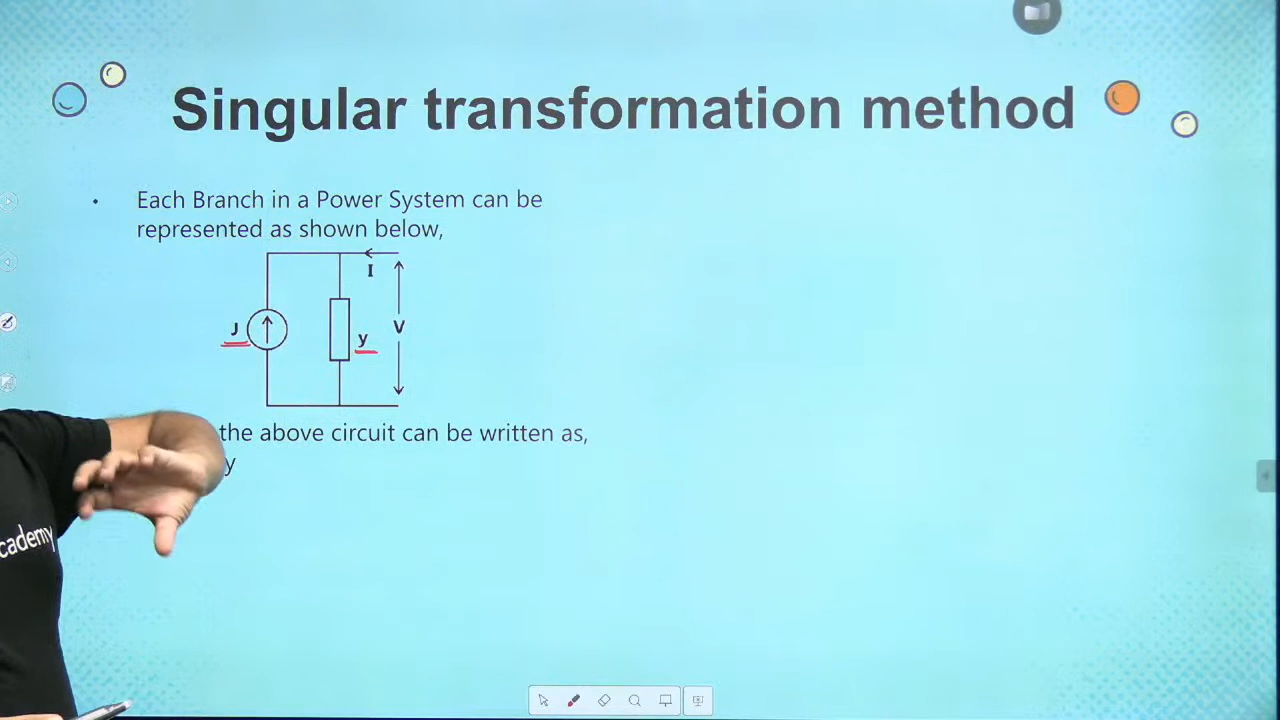 Singular transformation method
• Each Branch in a Power System can be
represented as shown below,
I
J
y
V
the above circuit can be written as,
y
cademy